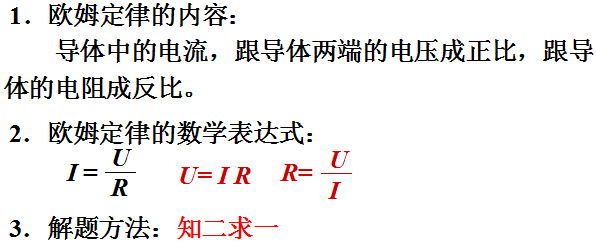 1．欧姆定律的内容：
导体中的电流，跟导体两端的电压成正比，跟导
体的电阻成反比。
2．欧姆定律的数学表达式：
I = U/R  U= I R  R= U/I
3．解题方法：知二求一